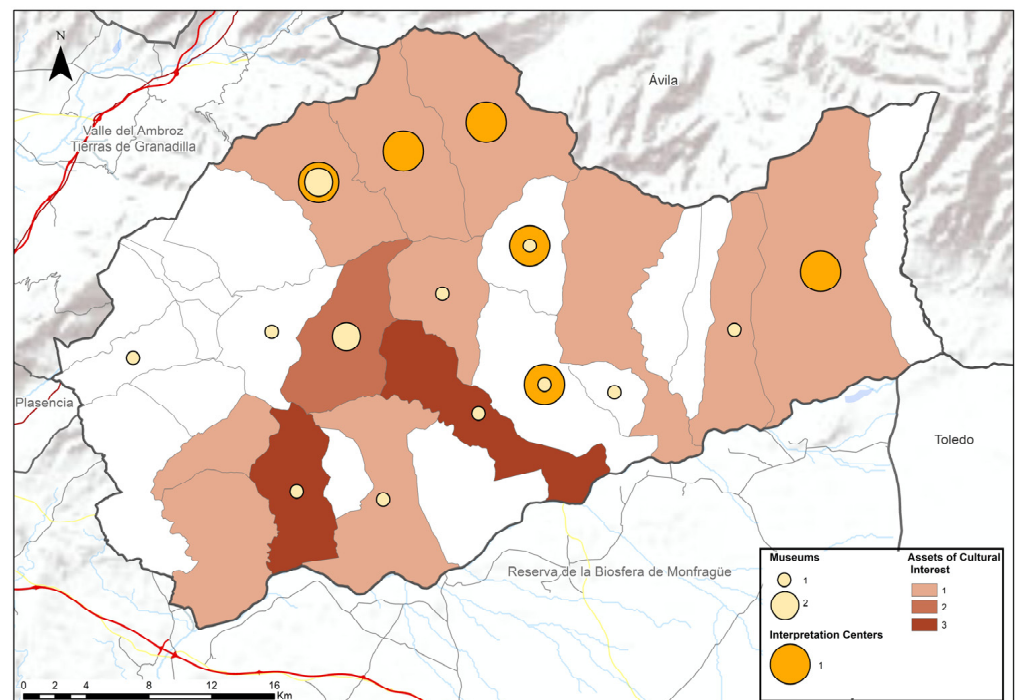 N
Ávila
Valle del Ambroz
Tierras de Granadilla
Plasencia
Toledo
Reserva de la Biosfera de Monfragüe
Museums
1
2
Interpretation Centers
1
Assets of Cultural
Interest
1
2
3
0 2 4 8 12 16
Km